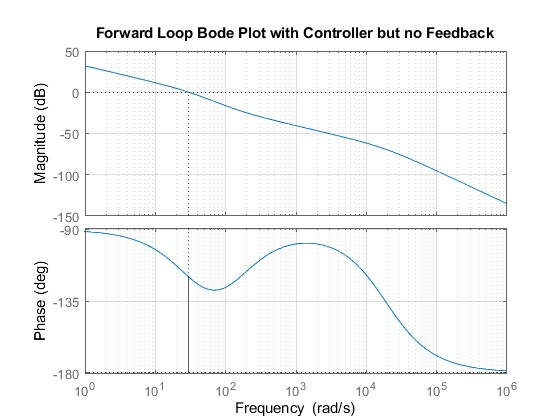 Forward Loop Bode Plot with Controller but no Feedback
50
0
-50
-100
-150
Magnitude (dB)
-90
-135
-180
Phase (deg)
10^0 10^1 10^2 10^3 10^4 10^5 10^6
Frequency (rad/s)